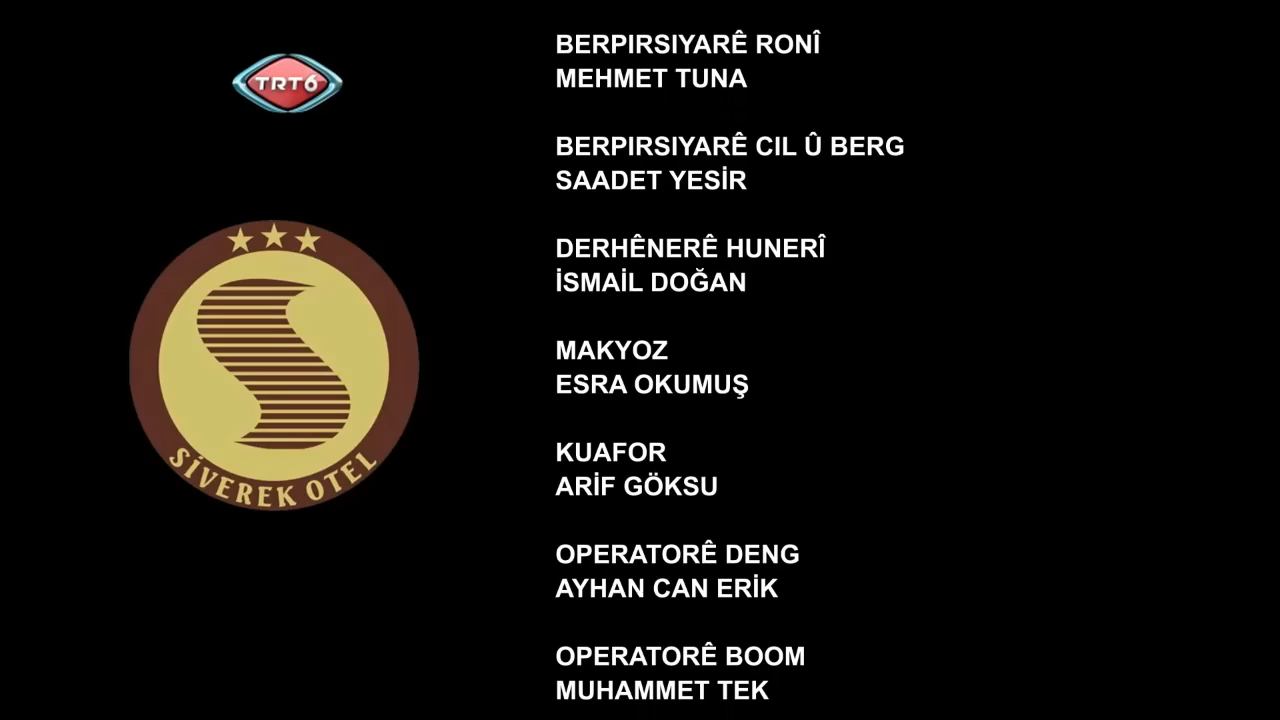 TRT6
SİVEREK OTEL
BERPIRSIYARÊ RONÎ
MEHMET TUNA
BERPIRSIYARÊ CIL Û BERG
SAADET YESİR
DERHÊNERÊ HUNERÎ
İSMAİL DOĞAN
MAKYOZ
ESRA OKUMUŞ
KUAFOR
ARİF GÖKSU
OPERATORÊ DENG
AYHAN CAN ERİK
OPERATORÊ BOOM
MUHAMMET TEK